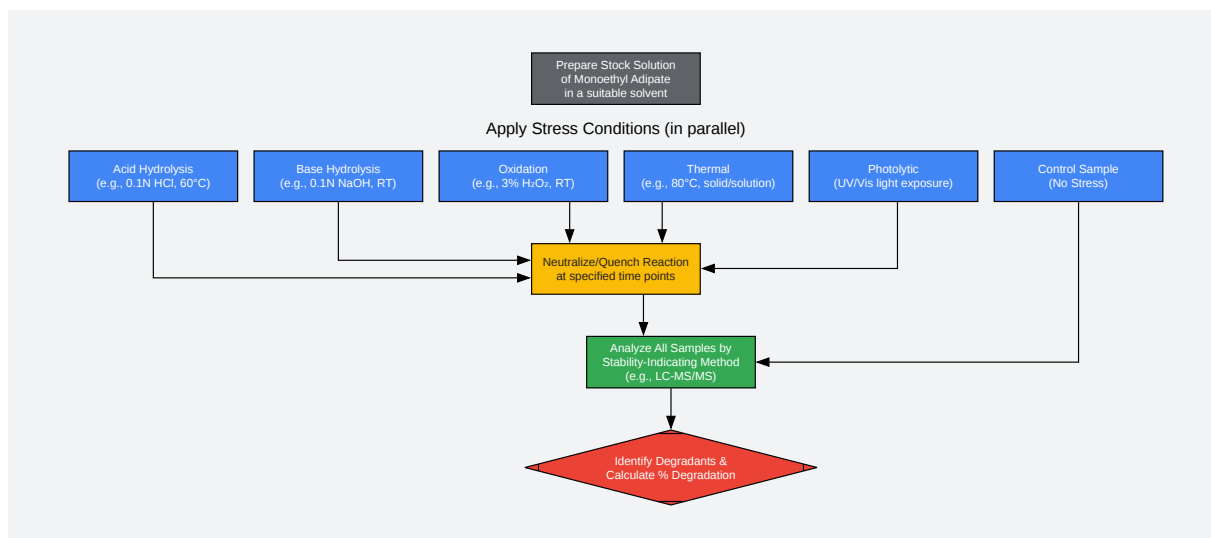 Prepare Stock Solution
of Monoethyl Adipate
in a suitable solvent
Apply Stress Conditions (in parallel)
Acid Hydrolysis
(e.g., 0.1N HCl, 60°C)
Base Hydrolysis
(e.g., 0.1N NaOH, RT)
Oxidation
(e.g., 3% H₂O₂, RT)
Thermal
(e.g., 80°C, solid/solution)
Photolytic
(UV/Vis light exposure)
Control Sample
(No Stress)
Neutralize/Quench Reaction
at specified time points
Analyze All Samples by
Stability-Indicating Method
(e.g., LC-MS/MS)
Identify Degradants &
Calculate % Degradation